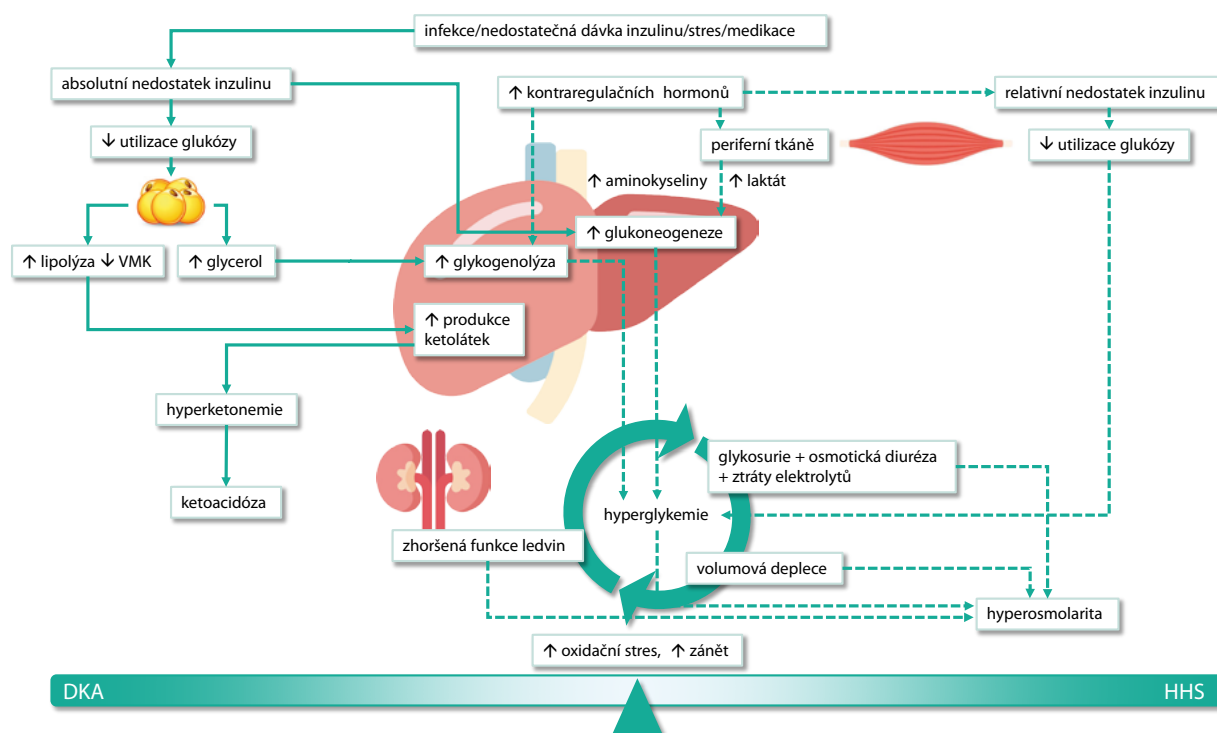 infekce/nedostatečná dávka inzulinu/stres/medikace
absolutní nedostatek inzulinu
↑ kontraregulačních hormonů
relativní nedostatek inzulinu
↓ utilizace glukózy
periferní tkáně
↓ utilizace glukózy
↑ aminokyseliny
↑ laktát
↑ glukoneogeneze
↑ lipolýza ↓ VMK
↑ glycerol
↑ glykogenolýza
↑ produkce
ketolátek
hyperketonemie
ketoacidóza
glykosurie + osmotická diuréza
+ ztráty elektrolytů
hyperglykemie
zhoršená funkce ledvin
volumová deplece
hyperosmolarita
↑ oxidační stres, ↑ zánět
DKA
HHS